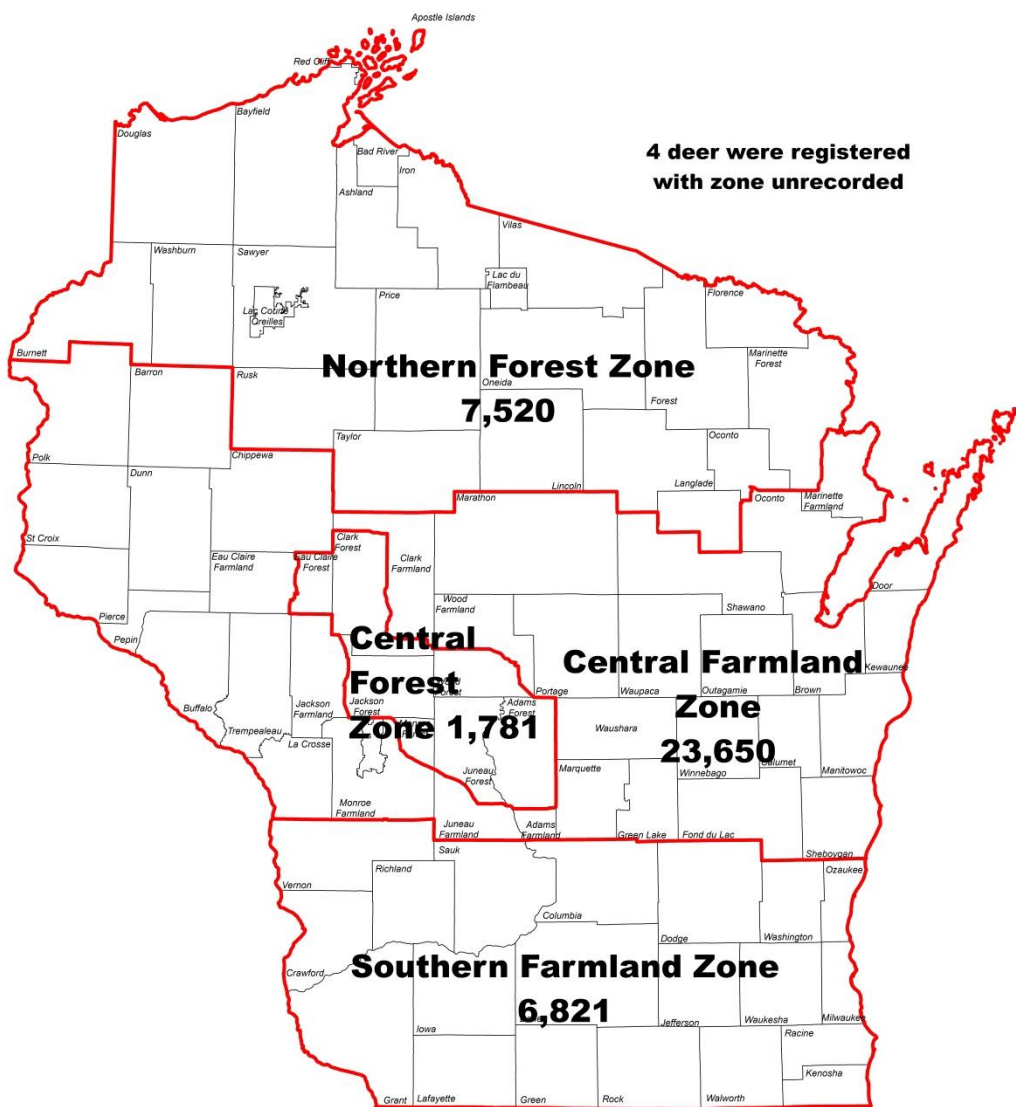 Apostle Islands
Red Cliff
Bayfield
Douglas
4 deer were registered
with zone unrecorded
Bad River
Iron
Ashland
Vilas
Washburn
Sawyer
Lac du
Flambeau
Price
Florence
Lac Courte
Oreilles
Burnett
Marinette
Forest
Barron
Rusk
Northern Forest Zone
7,520
Oneida
Forest
Taylor
Oconto
Chippewa
Polk
Dunn
Lincoln
Langlade
Marathon
Oconto
Marinette
Farmland
St Croix
Clark
Forest
Eau Claire
Farmland
Eau Claire
Forest
Clark
Farmland
Door
Wood
Farmland
Shawano
Pierce
Pepin
Central
Forest
Zone 1,781
Central Farmland
Zone
23,650
Kewaunee
Wood
Forest
Portage
Waupaca
Outagamie
Brown
Buffalo
Trempealeau
Jackson
Farmland
Jackson
Forest
Adams
Forest
Monroe
Forest
Waushara
La Crosse
Juneau
Forest
Marquette
Winnebago
Calumet
Manitowoc
Monroe
Farmland
Juneau
Farmland
Adams
Farmland
Green Lake
Fond du Lac
Sheboygan
Sauk
Richland
Ozaukee
Vernon
Columbia
Dodge
Washington
Crawford
Southern Farmland Zone
6,821
Iowa
Jefferson
Waukesha
Milwaukee
Racine
Kenosha
Grant
Lafayette
Green
Rock
Walworth